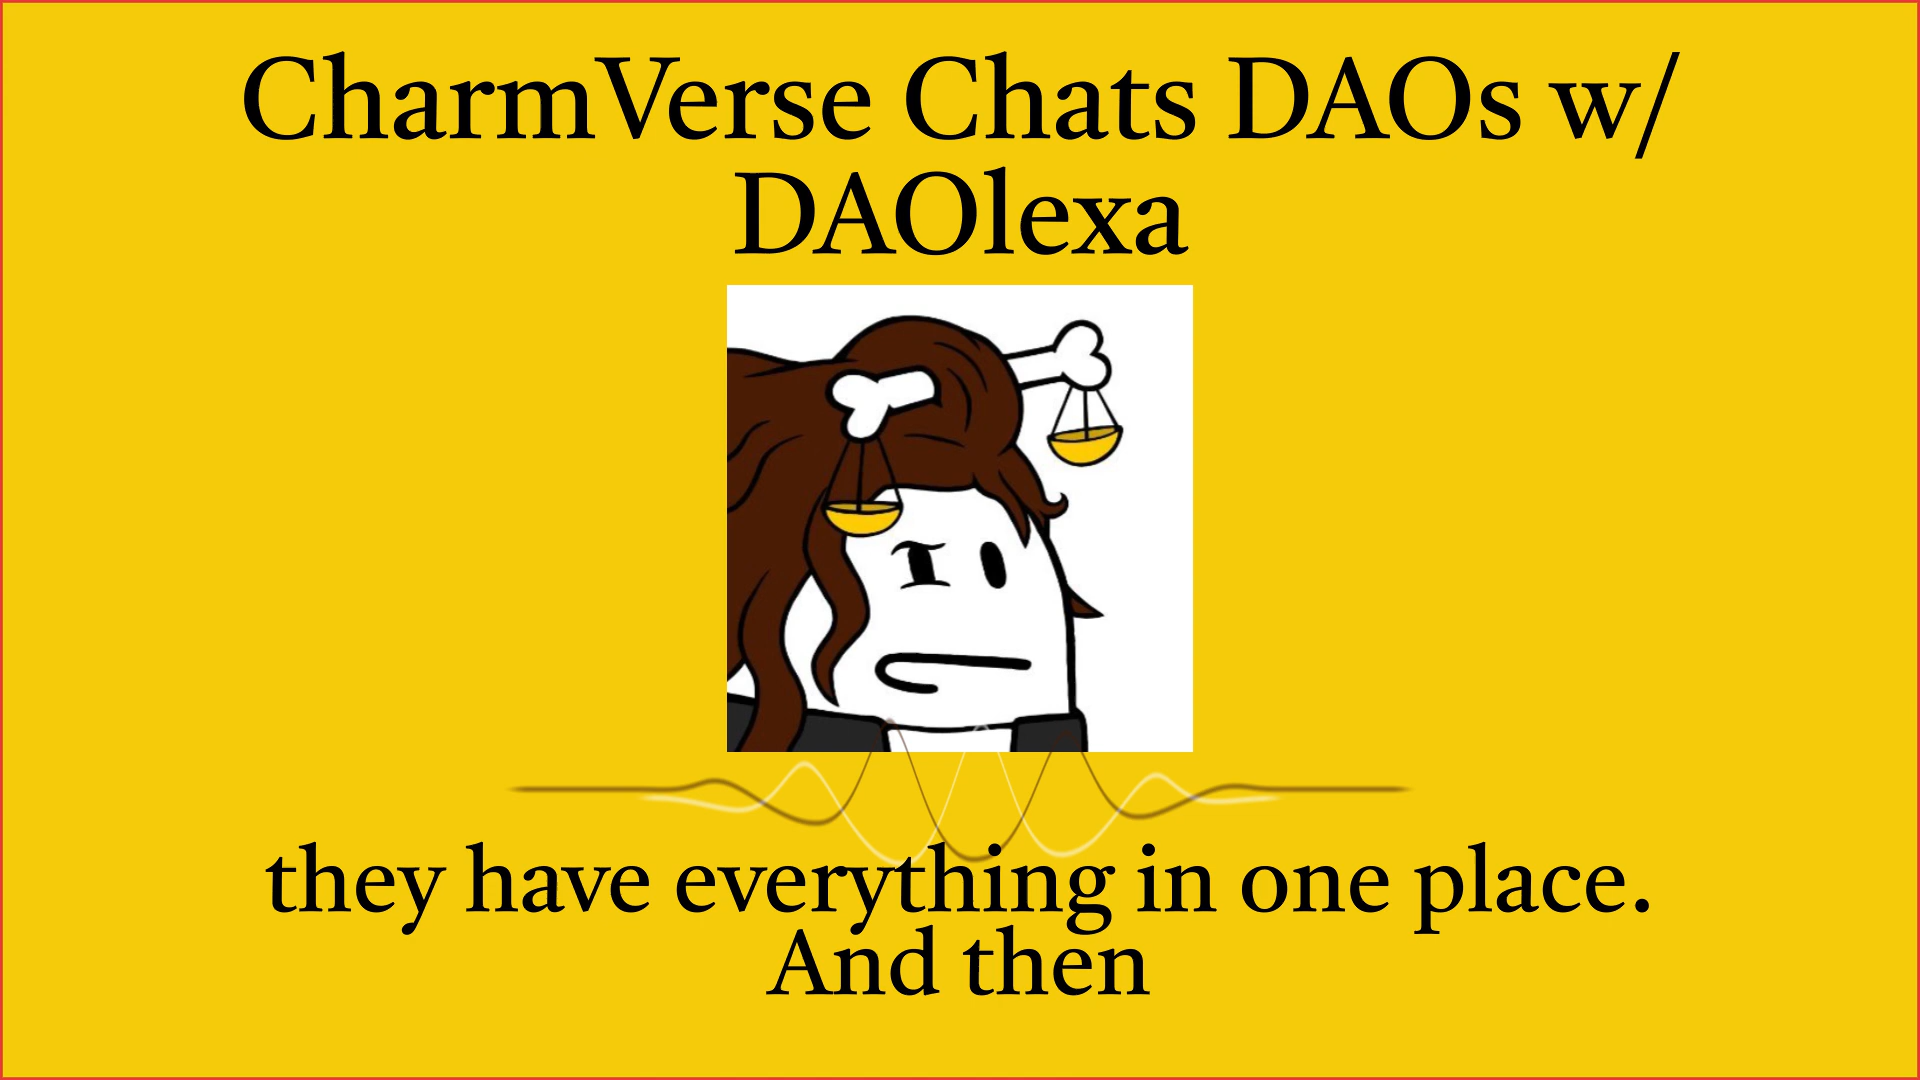 CharmVerse Chats DAOs w/
DAOlexa
they have everything in one place.
And then